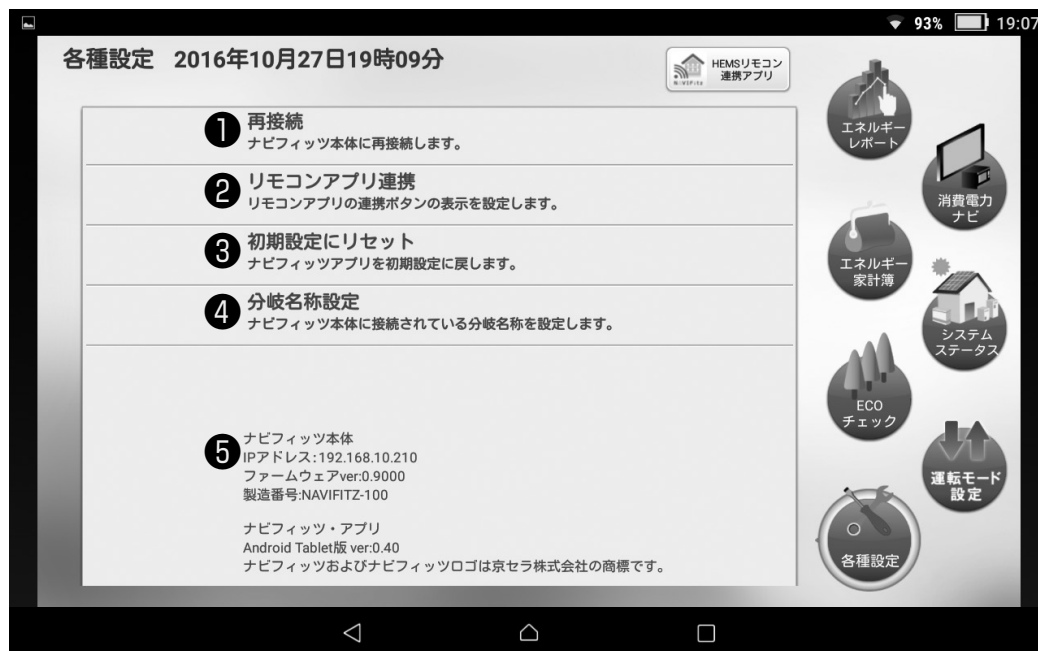 93% 19:07
各種設定 2016年10月27日19時09分
HEMSリモコン
連携アプリ
NAVIFITZ
❶ 再接続
ナビフィッツ本体に再接続します。
❷ リモコンアプリ連携
リモコンアプリの連携ボタンの表示を設定します。
❸ 初期設定にリセット
ナビフィッツアプリを初期設定に戻します。
❹ 分岐名称設定
ナビフィッツ本体に接続されている分岐名称を設定します。
❺ ナビフィッツ本体
IPアドレス:192.168.10.210
ファームウェアver:0.9000
製造番号:NAVIFITZ-100
ナビフィッツ・アプリ
Android Tablet版 ver:0.40
ナビフィッツおよびナビフィッツロゴは京セラ株式会社の商標です。
エネルギー
レポート
消費電力
ナビ
エネルギー
家計簿
システム
ステータス
ECO
チェック
運転モード
設定
各種設定